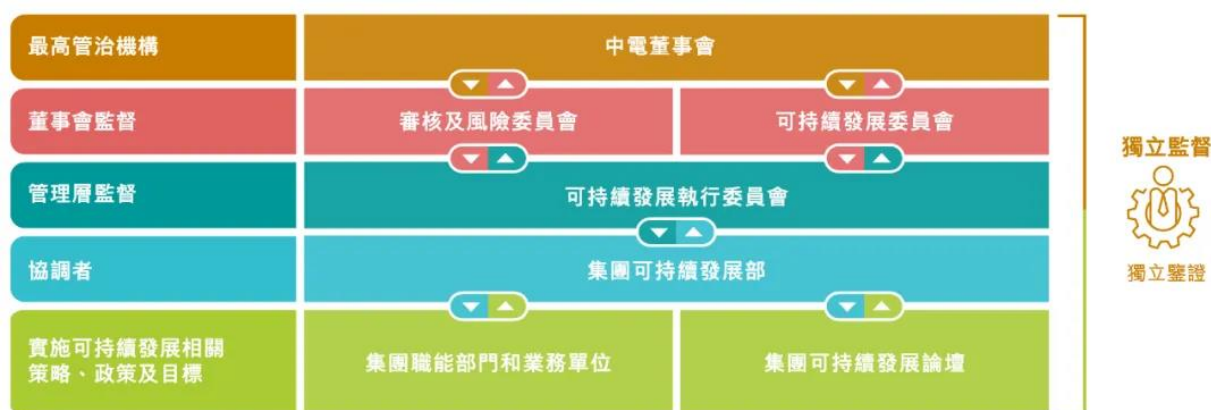 最高管治機構
中電董事會
董事會監督
審核及風險委員會
可持續發展委員會
管理層監督
可持續發展執行委員會
協調者
集團可持續發展部
實施可持續發展相關
策略、政策及目標
集團職能部門和業務單位
集團可持續發展論壇
獨立監督
獨立鑒證